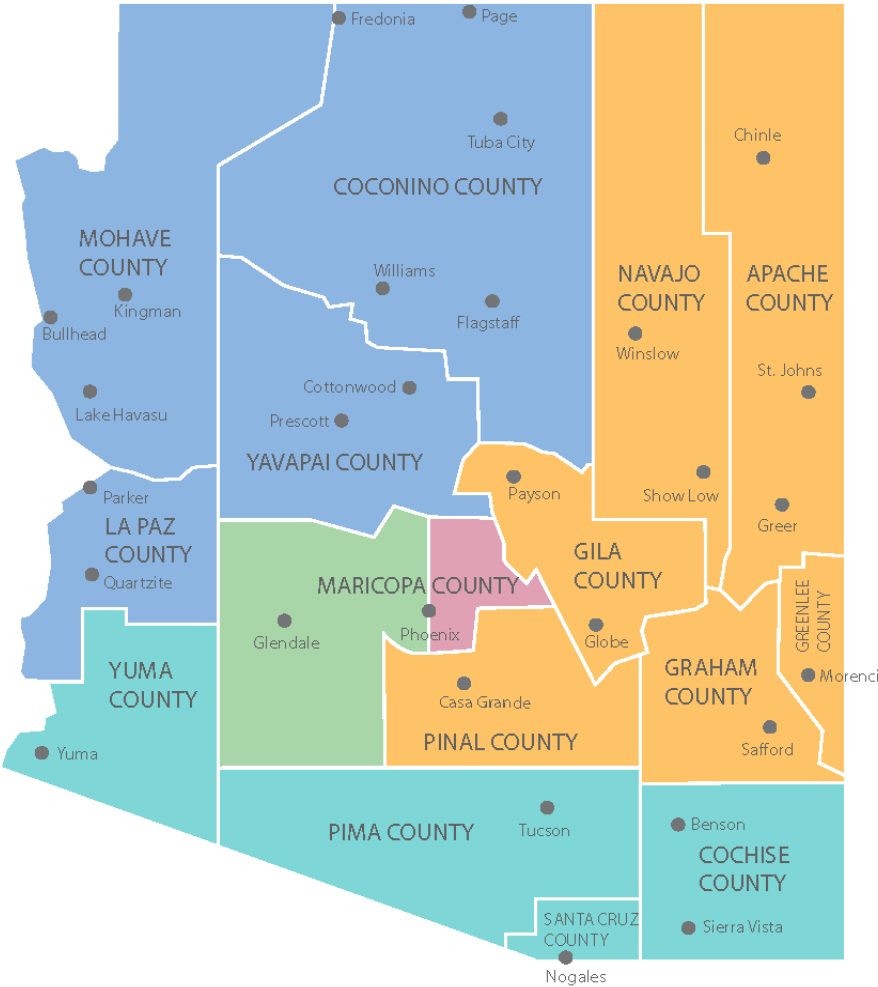 Fredonia
Page
Tuba City
Chinle
COCONINO COUNTY
MOHAVE
COUNTY
Williams
NAVAJO
COUNTY
APACHE
COUNTY
Kingman
Bullhead
Flagstaff
Winslow
St. Johns
Cottonwood
Lake Havasu
Prescott
YAVAPAI COUNTY
Parker
Payson
Show Low
Greer
LA PAZ
COUNTY
GILA
COUNTY
Quartzite
MARICOPA COUNTY
GREENLEE
COUNTY
Glendale
Phoenix
Globe
YUMA
COUNTY
GRAHAM
COUNTY
Morenci
Casa Grande
PINAL COUNTY
Safford
Yuma
PIMA COUNTY
Tucson
Benson
COCHISE
COUNTY
SANTA CRUZ
COUNTY
Sierra Vista
Nogales